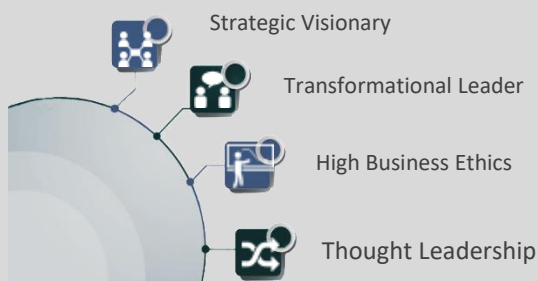 Strategic Visionary
Transformational Leader
High Business Ethics
Thought Leadership